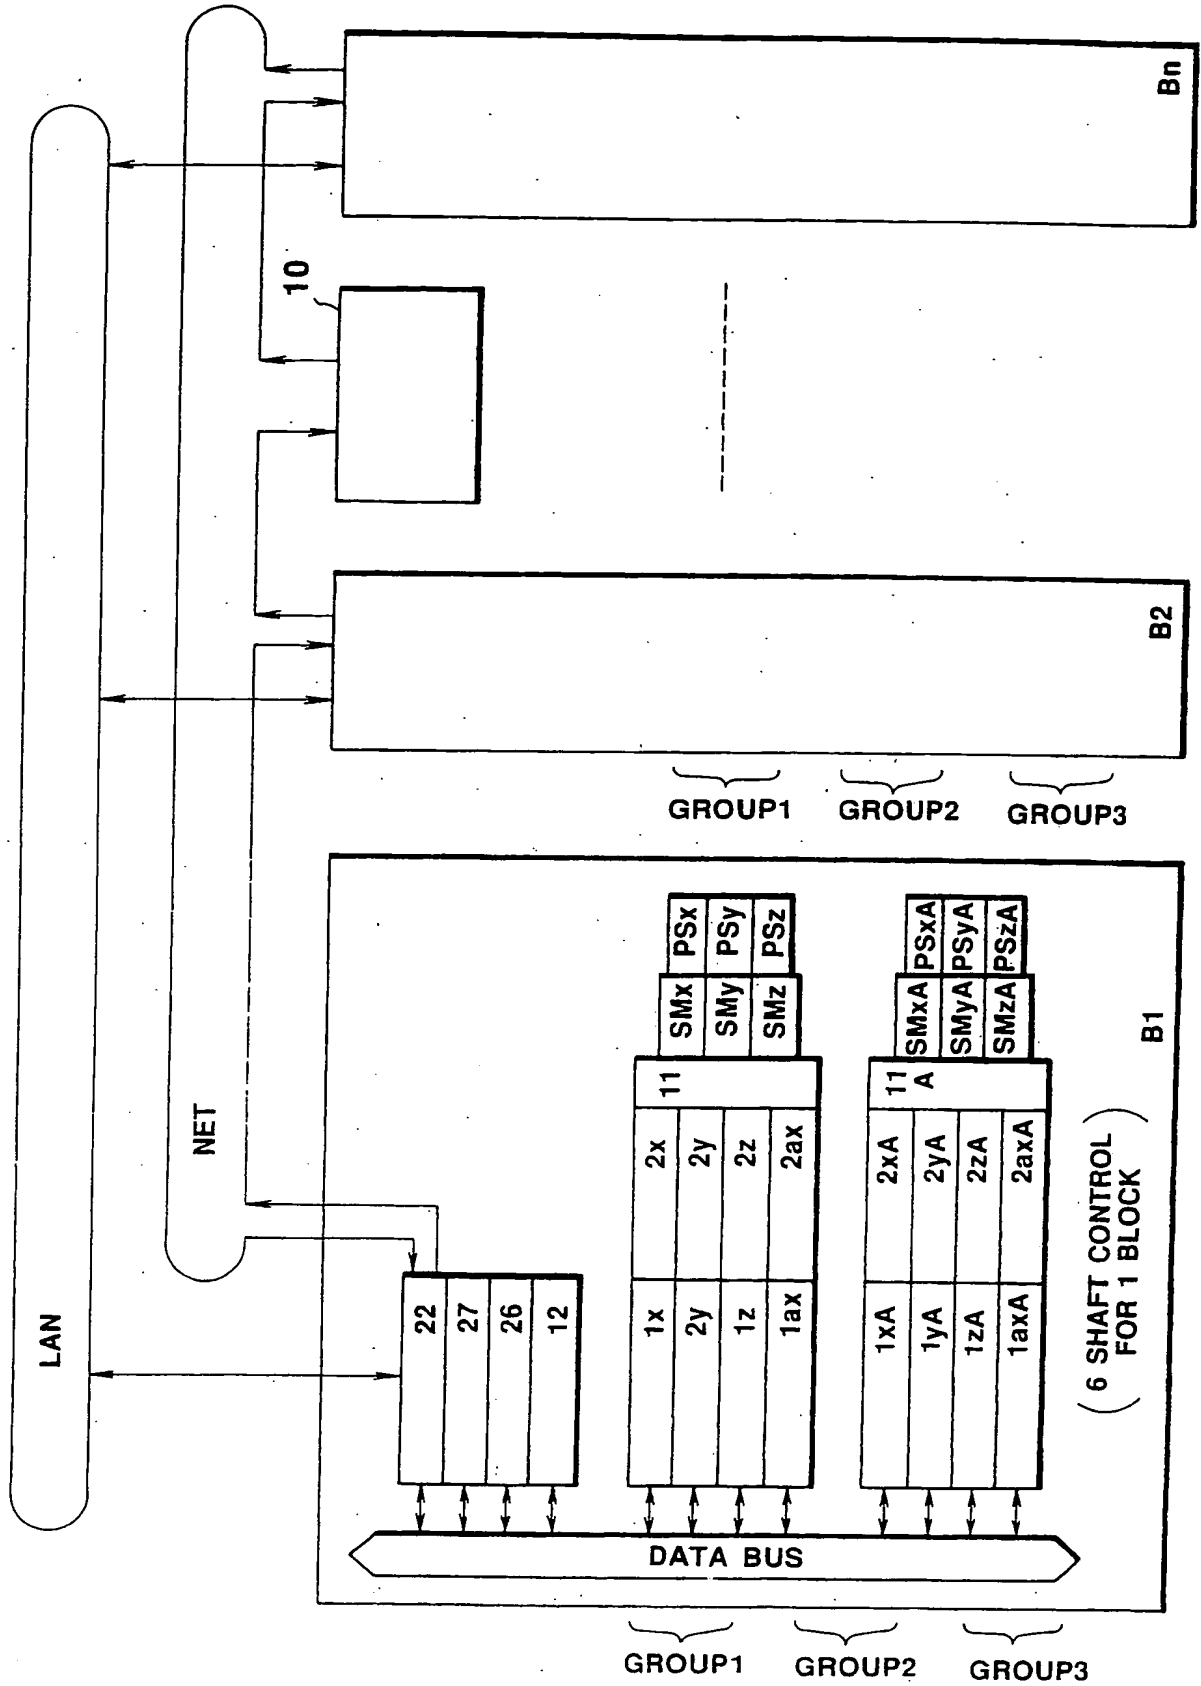 LAN
NET
10
Bn
B2
GROUP1
GROUP2
GROUP3
22
27
26
12
1x
2y
1z
1ax
2x
2y
2z
2ax
11
SMx
SMy
SMz
PSx
PSy
PSz
1xA
1yA
1zA
1axA
2xA
2yA
2zA
2axA
11
A
SMxA
SMyA
SMzA
PSxA
PSyA
PSzA
( 6 SHAFT CONTROL
FOR 1 BLOCK )
B1
DATA BUS
GROUP1
GROUP2
GROUP3